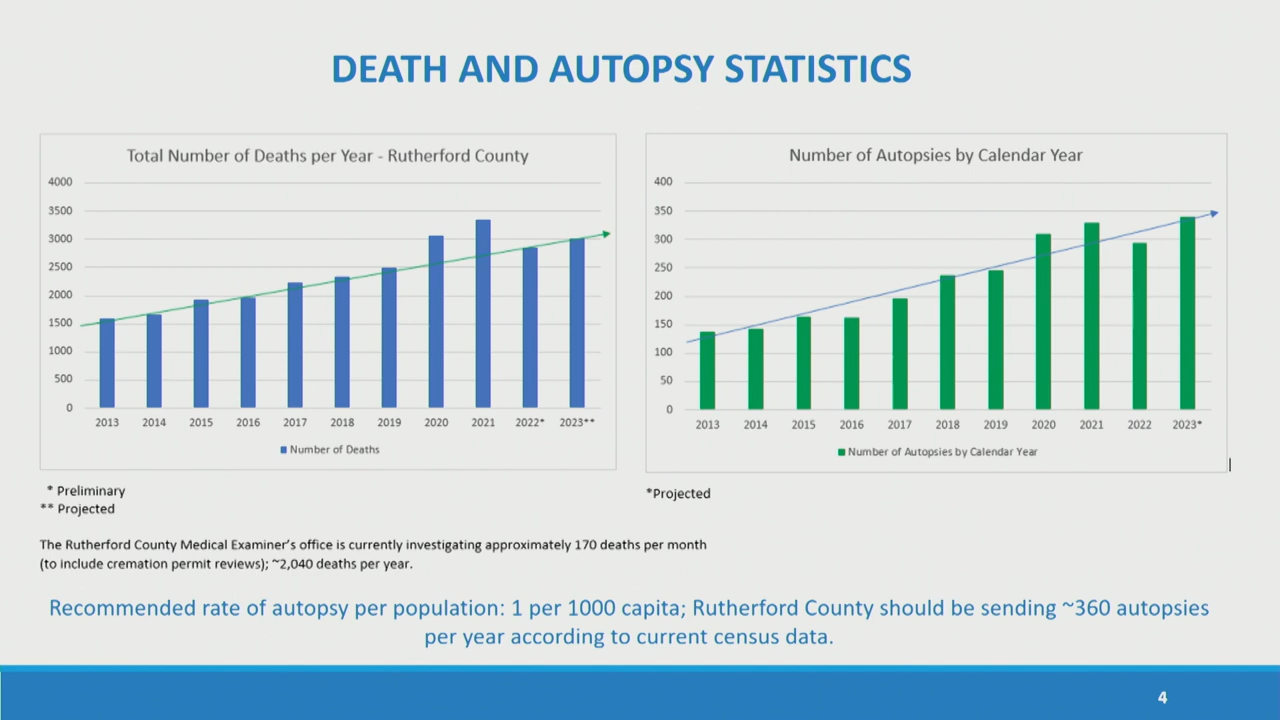 DEATH AND AUTOPSY STATISTICS
Total Number of Deaths per Year - Rutherford County
4000
3500
3000
2500
2000
1500
1000
500
0
2013 2014 2015 2016 2017 2018 2019 2020 2021 2022* 2023**
Number of Deaths
* Preliminary
** Projected
Number of Autopsies by Calendar Year
400
350
300
250
200
150
100
50
0
2013 2014 2015 2016 2017 2018 2019 2020 2021 2022 2023*
Number of Autopsies by Calendar Year
*Projected
The Rutherford County Medical Examiner’s office is currently investigating approximately 170 deaths per month
(to include cremation permit reviews); ~2,040 deaths per year.
Recommended rate of autopsy per population: 1 per 1000 capita; Rutherford County should be sending ~360 autopsies
per year according to current census data.
4